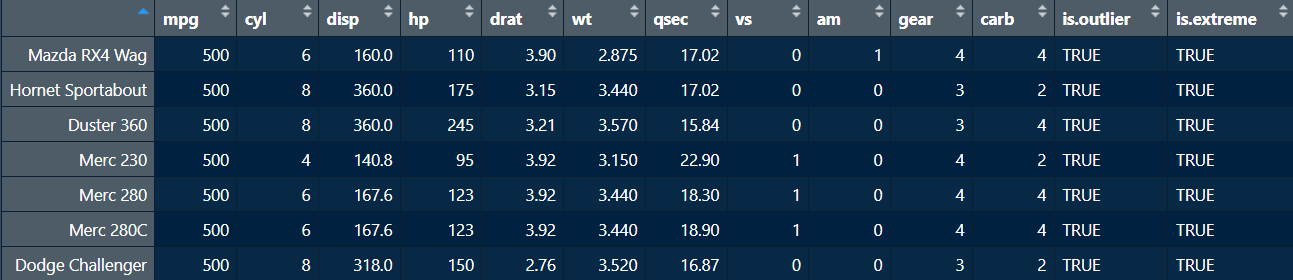 mpg cyl disp hp drat wt qsec vs am gear carb is.outlier is.extreme
Mazda RX4 Wag 500 6 160.0 110 3.90 2.875 17.02 0 1 4 4 TRUE TRUE
Hornet Sportabout 500 8 360.0 175 3.15 3.440 17.02 0 0 3 2 TRUE TRUE
Duster 360 500 8 360.0 245 3.21 3.570 15.84 0 0 3 4 TRUE TRUE
Merc 230 500 4 140.8 95 3.92 3.150 22.90 1 0 4 2 TRUE TRUE
Merc 280 500 6 167.6 123 3.92 3.440 18.30 1 0 4 4 TRUE TRUE
Merc 280C 500 6 167.6 123 3.92 3.440 18.90 1 0 4 4 TRUE TRUE
Dodge Challenger 500 8 318.0 150 2.76 3.520 16.87 0 0 3 2 TRUE TRUE